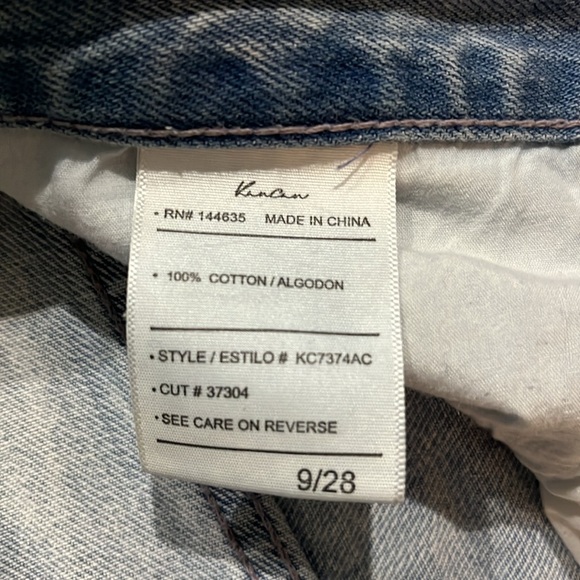 KanCan
• RN# 144635 MADE IN CHINA
• 100% COTTON / ALGODON
• STYLE / ESTILO # KC7374AC
• CUT # 37304
• SEE CARE ON REVERSE
9/28